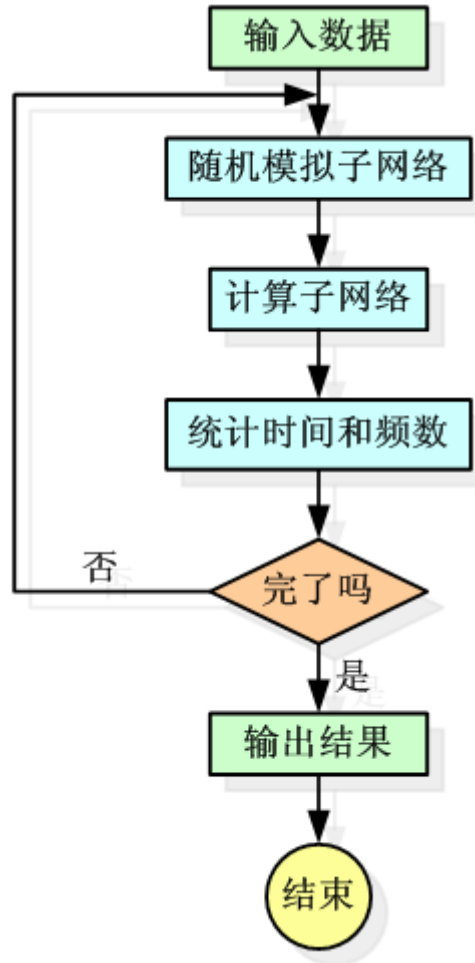 输入数据
随机模拟子网络
计算子网络
统计时间和频数
否
完了吗
是
输出结果
结束